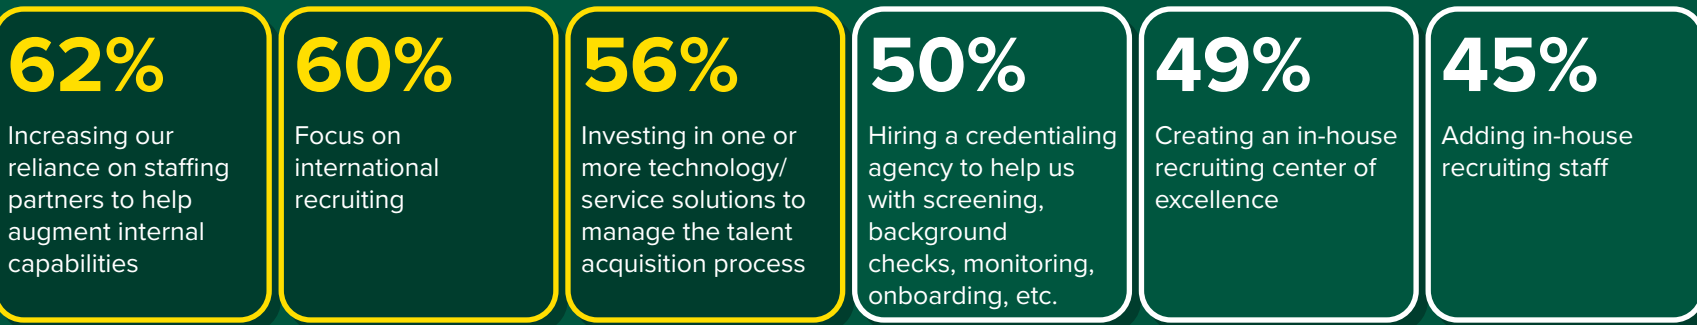 62%
Increasing our
reliance on staffing
partners to help
augment internal
capabilities
60%
Focus on
international
recruiting
56%
Investing in one or
more technology/
service solutions to
manage the talent
acquisition process
50%
Hiring a credentialing
agency to help us
with screening,
background
checks, monitoring,
onboarding, etc.
49%
Creating an in-house
recruiting center of
excellence
45%
Adding in-house
recruiting staff